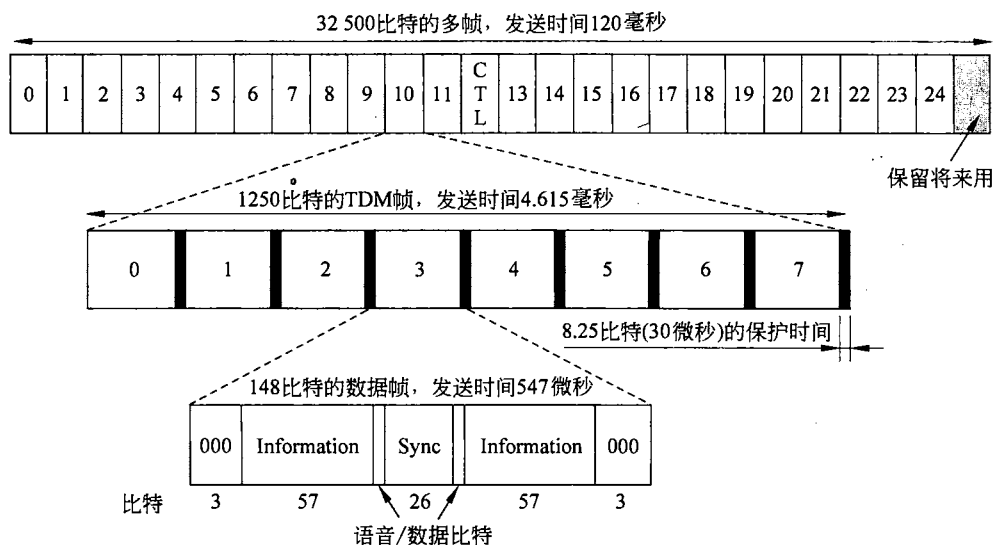 32 500比特的多帧，发送时间120毫秒
0 1 2 3 4 5 6 7 8 9 10 11 CTL 13 14 15 16 17 18 19 20 21 22 23 24
保留将来用
1250比特的TDM帧，发送时间4.615毫秒
0 1 2 3 4 5 6 7
8.25比特(30微秒)的保护时间
148比特的数据帧，发送时间547微秒
000 Information Sync Information 000
比特 3 57 26 57 3
语音/数据比特